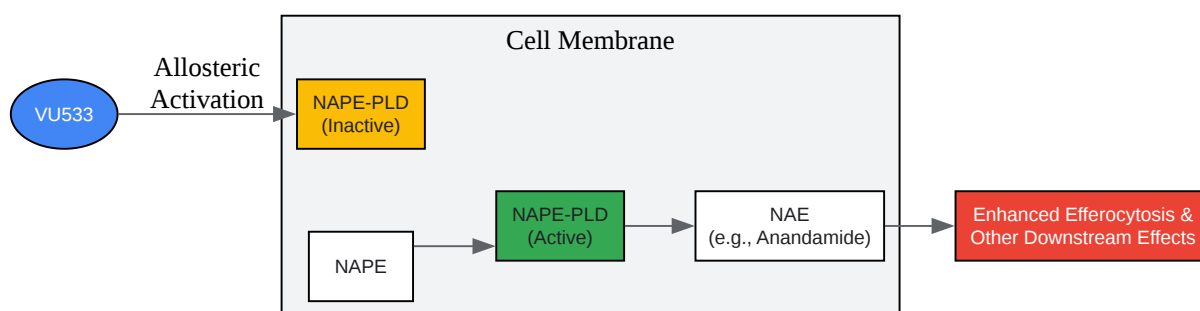 Cell Membrane
Allosteric
Activation
VU533
NAPE-PLD
(Inactive)
NAPE-PLD
(Active)
NAE
(e.g., Anandamide)
Enhanced Efferocytosis &
Other Downstream Effects
NAPE